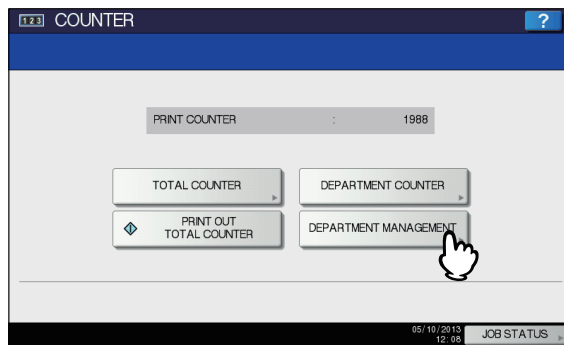 123 COUNTER ?
PRINT COUNTER : 1988
TOTAL COUNTER
DEPARTMENT COUNTER
PRINT OUT
TOTAL COUNTER
DEPARTMENT MANAGEMENT
05/10/2013
12:08
JOB STATUS